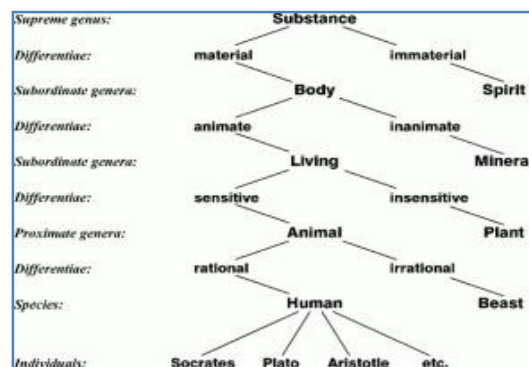 Supreme genus: Substance
Differentiae: material immaterial
Subordinate genera: Body Spirit
Differentiae: animate inanimate
Subordinate genera: Living Minera
Differentiae: sensitive insensitive
Proximate genera: Animal Plant
Differentiae: rational irrational
Species: Human Beast
Individuals: Socrates Plato Aristotle etc.